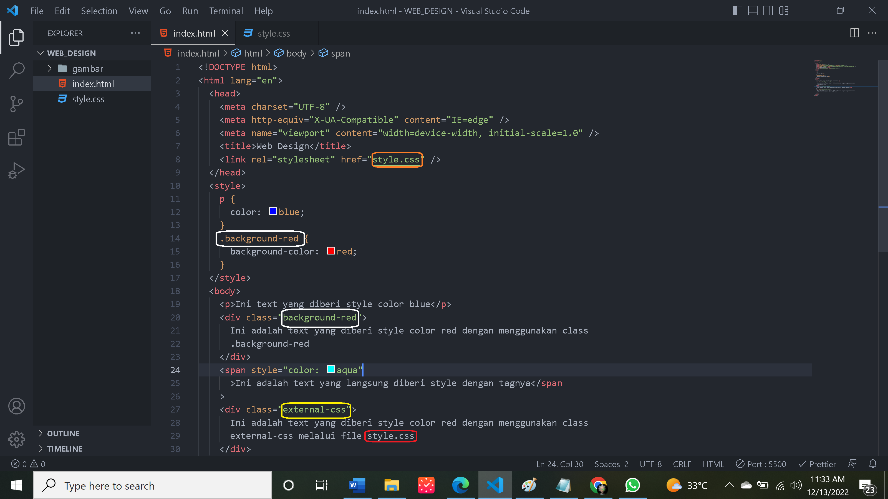 File Edit Selection View Go Run Terminal Help index.html - WEB_DESIGN - Visual Studio Code
EXPLORER ... index.html style.css
WEB_DESIGN index.html > html > body > span
gambar
index.html
style.css
1 <!DOCTYPE html>
2 <html lang="en">
3 <head>
4 <meta charset="UTF-8" />
5 <meta http-equiv="X-UA-Compatible" content="IE=edge" />
6 <meta name="viewport" content="width=device-width, initial-scale=1.0" />
7 <title>Web Design</title>
8 <link rel="stylesheet" href="style.css" />
9 </head>
10 <style>
11 p {
12 color: blue;
13 }
14 .background-red {
15 background-color: red;
16 }
17 </style>
18 <body>
19 <p>Ini text yang diberi style color blue</p>
20 <div class="background-red">
21 Ini adalah text yang diberi style color red dengan menggunakan class
22 .background-red
23 </div>
24 <span style="color: aqua"
25 >Ini adalah text yang langsung diberi style dengan tagnya</span
26 >
27 <div class="external-css">
28 Ini adalah text yang diberi style color red dengan menggunakan class
29 external-css melalui file style.css
30 </div>
OUTLINE
TIMELINE
0 0 Ln 24, Col 30 Spaces: 2 UTF-8 CRLF HTML Port : 5500 Prettier
Type here to search
33°C
11:33 AM
12/13/2022
23